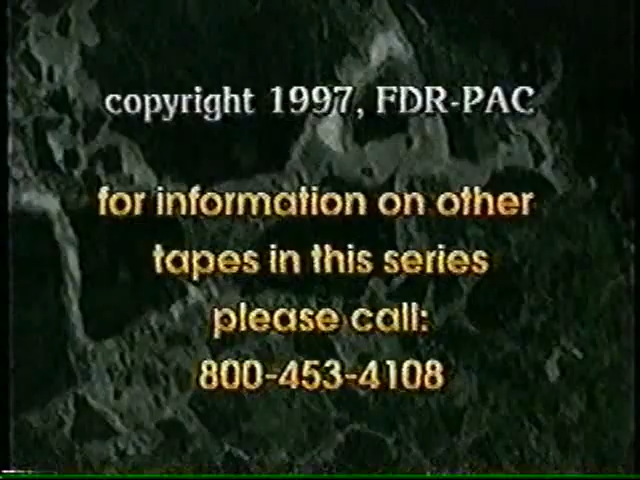 copyright 1997, FDR-PAC
for information on other
tapes in this series
please call:
800-453-4108